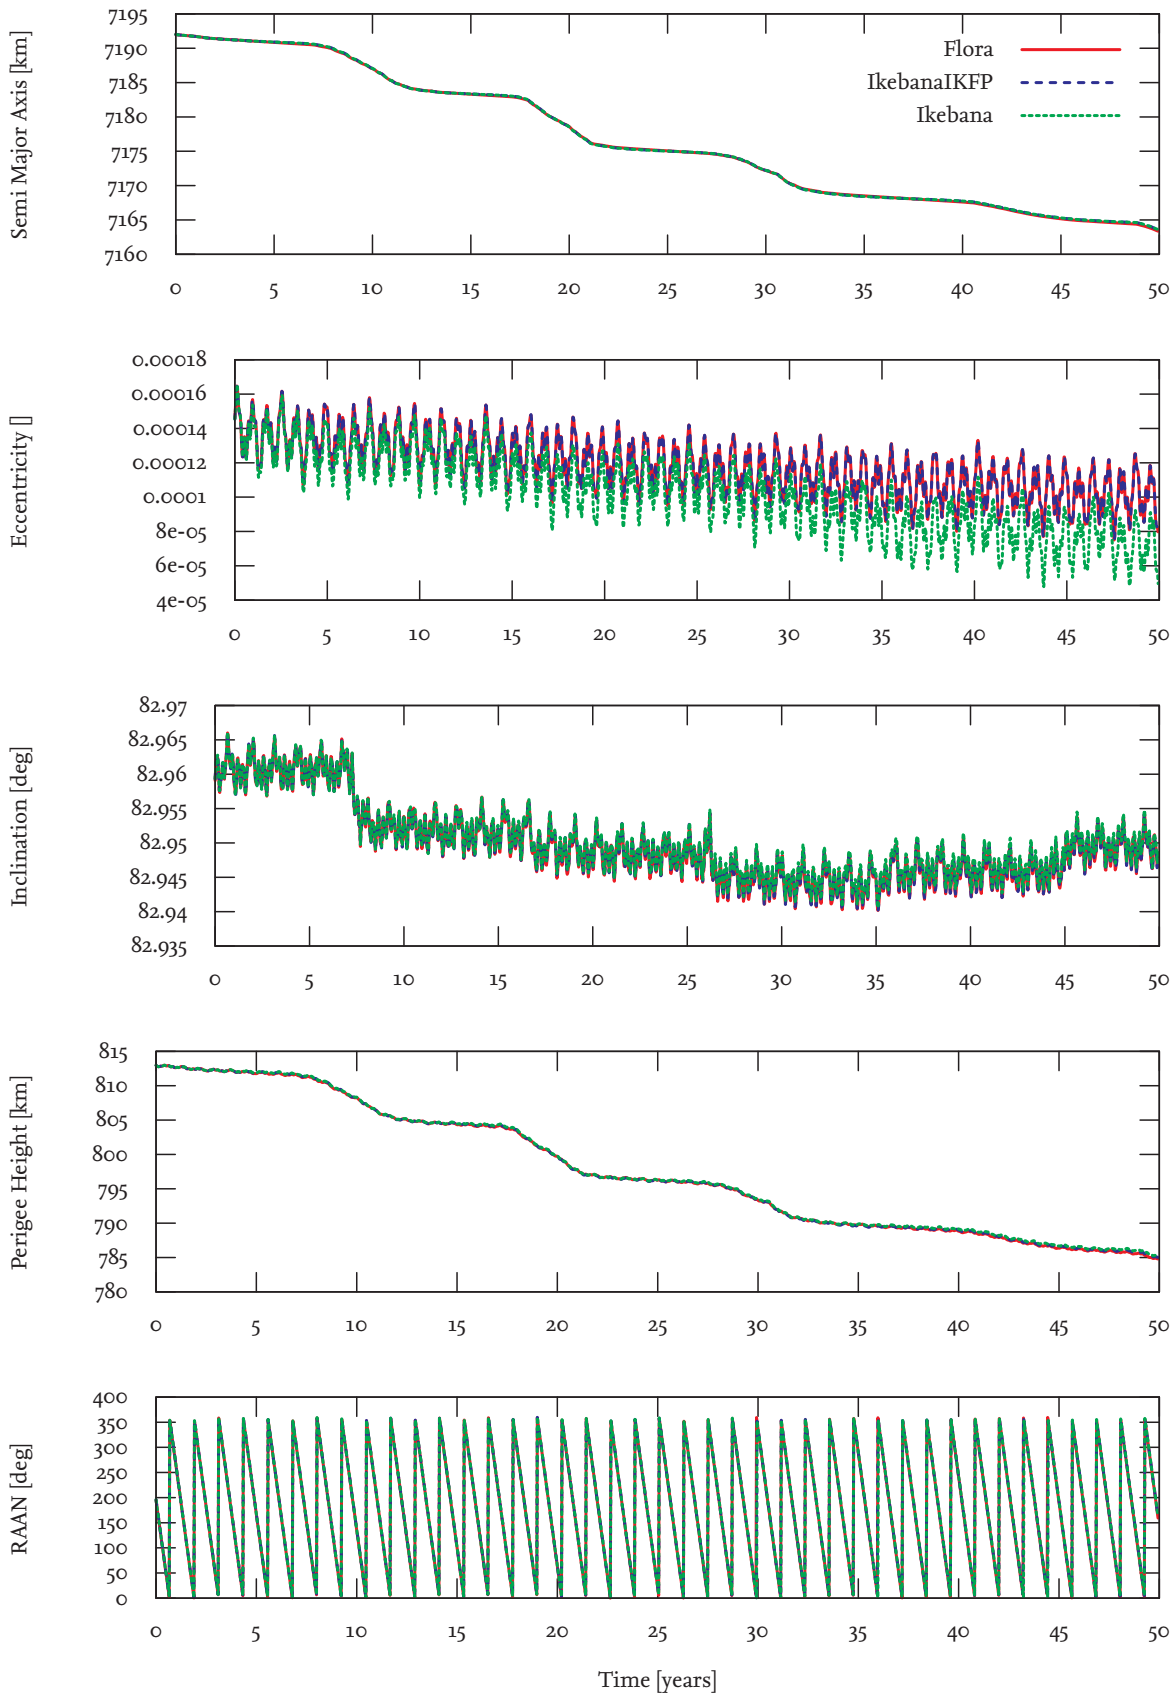 Semi Major Axis [km]
7195
7190
7185
7180
7175
7170
7165
7160
Flora
IkebanaIKFP
Ikebana
0 5 10 15 20 25 30 35 40 45 50
Eccentricity []
0.00018
0.00016
0.00014
0.00012
0.0001
8e-05
6e-05
4e-05
0 5 10 15 20 25 30 35 40 45 50
Inclination [deg]
82.97
82.965
82.96
82.955
82.95
82.945
82.94
82.935
0 5 10 15 20 25 30 35 40 45 50
Perigee Height [km]
815
810
805
800
795
790
785
780
0 5 10 15 20 25 30 35 40 45 50
RAAN [deg]
400
350
300
250
200
150
100
50
0
0 5 10 15 20 25 30 35 40 45 50
Time [years]